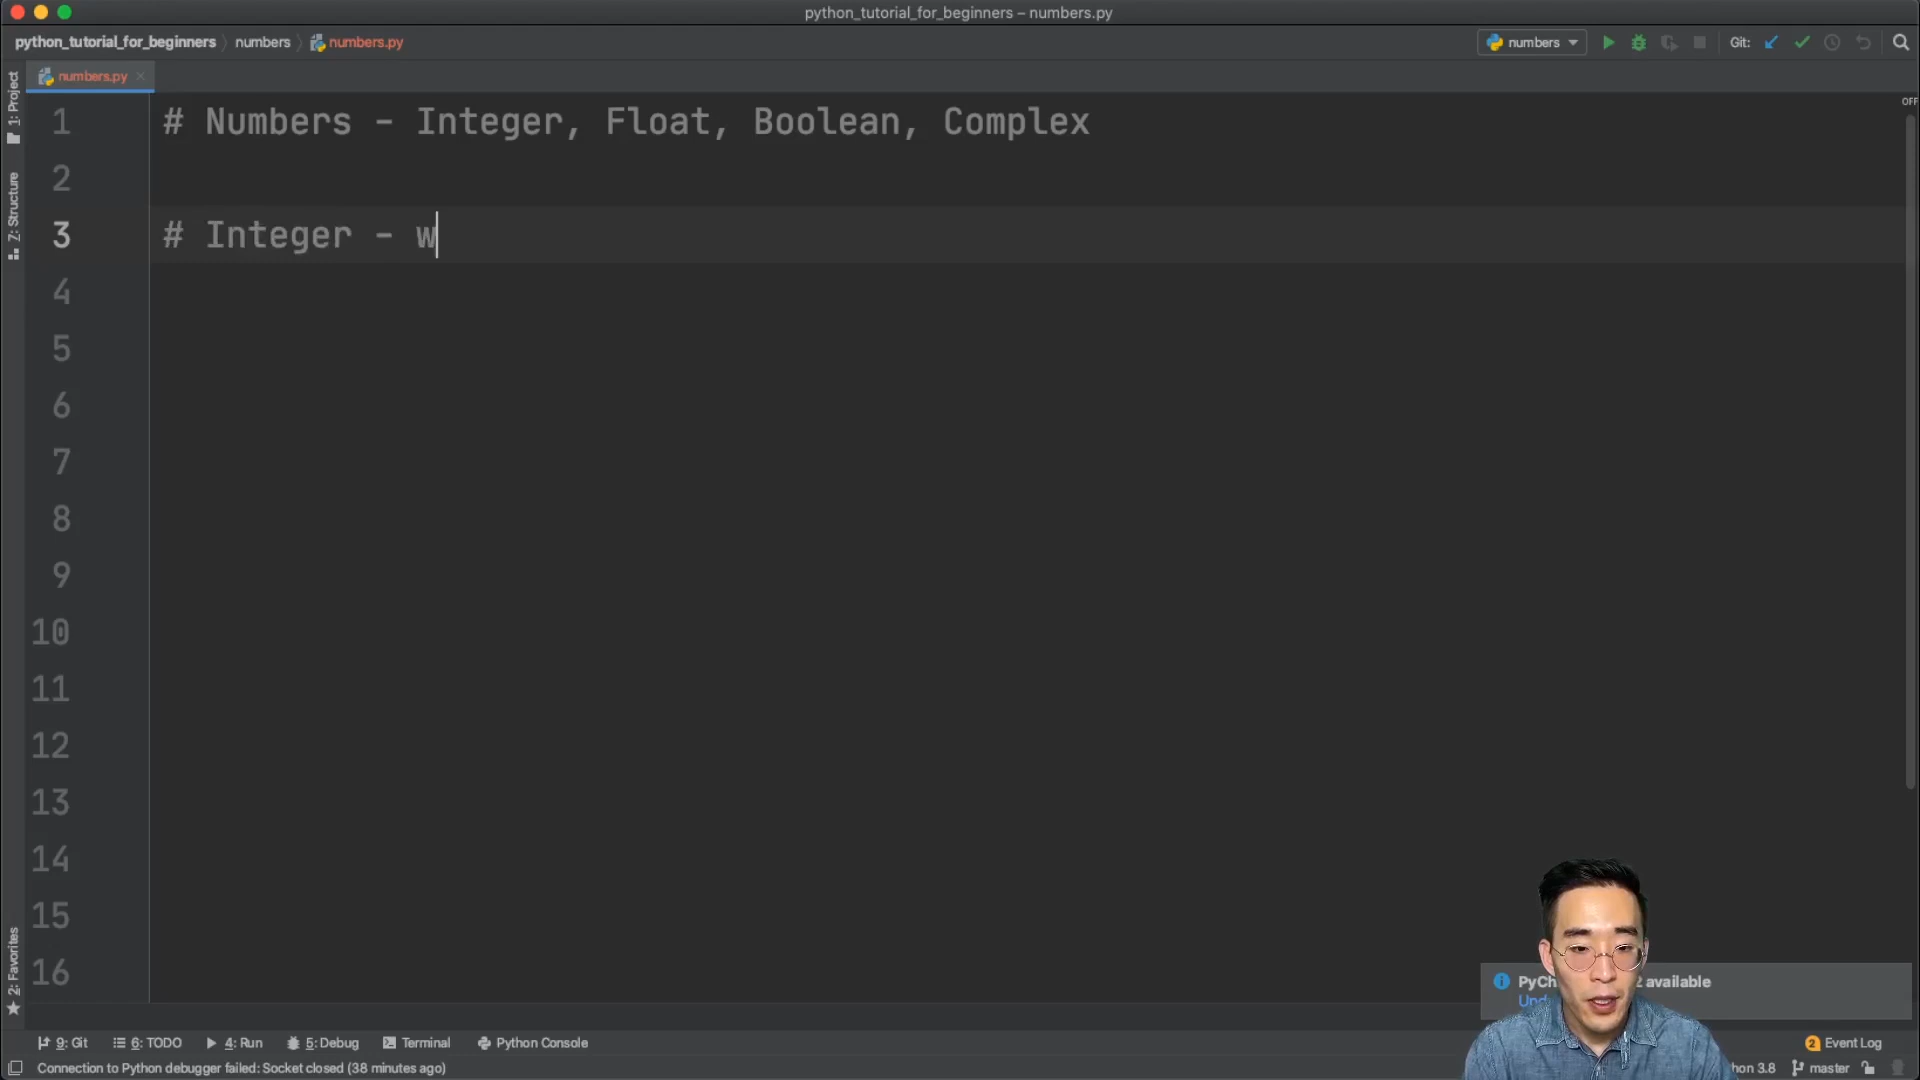 python_tutorial_for_beginners – numbers.py
python_tutorial_for_beginners numbers numbers.py
numbers
Git:
numbers.py
1: Project
Z: Structure
2: Favorites
OFF
1 # Numbers - Integer, Float, Boolean, Complex
2
3 # Integer - w
4
5
6
7
8
9
10
11
12
13
14
15
16
PyCh
available
9: Git 6: TODO 4: Run 5: Debug Terminal Python Console
2 Event Log
Connection to Python debugger failed: Socket closed (38 minutes ago)
hon 3.8 master